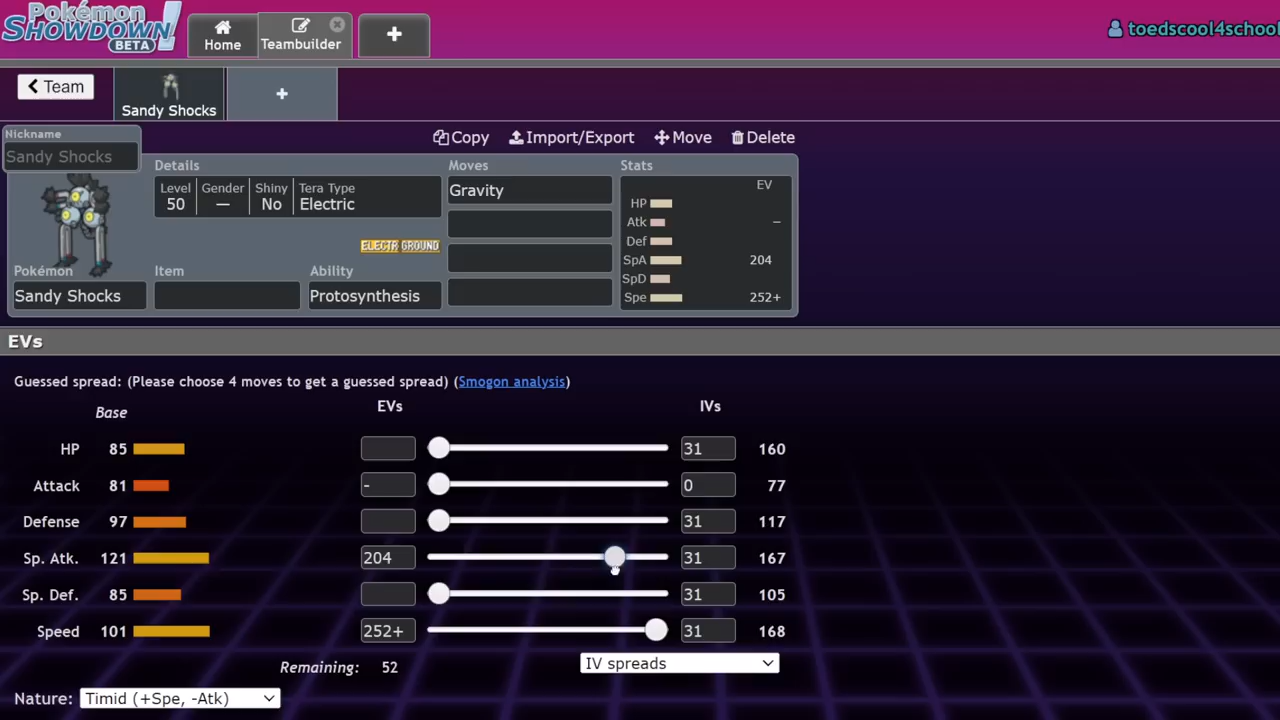 Pokémon
SHOWDOWN!
BETA
Home
Teambuilder
+
toedscool4school
Team
Sandy Shocks
+
Nickname
Sandy Shocks
Copy
Import/Export
Move
Delete
Details
Level
50
Gender
—
Shiny
No
Tera Type
Electric
ELECTR GROUND
Pokémon
Sandy Shocks
Item
Ability
Protosynthesis
Moves
Gravity
Stats
EV
HP
Atk –
Def
SpA 204
SpD
Spe 252+
EVs
Guessed spread: (Please choose 4 moves to get a guessed spread) (Smogon analysis)
Base EVs IVs
HP 85 31 160
Attack 81 - 0 77
Defense 97 31 117
Sp. Atk. 121 204 31 167
Sp. Def. 85 31 105
Speed 101 252+ 31 168
Remaining: 52 IV spreads
Nature: Timid (+Spe, -Atk)